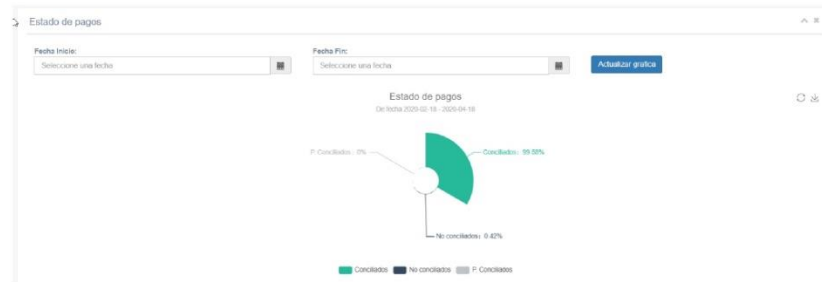 Estado de pagos
Fecha Inicio:
Fecha Fin:
Seleccione una fecha
Seleccione una fecha
Actualizar grafica
Estado de pagos
De fecha 2020-02-18 - 2020-04-18
P. Conciliados : 0%
Conciliados : 99.58%
No conciliados : 0.42%
Conciliados
No conciliados
P. Conciliados